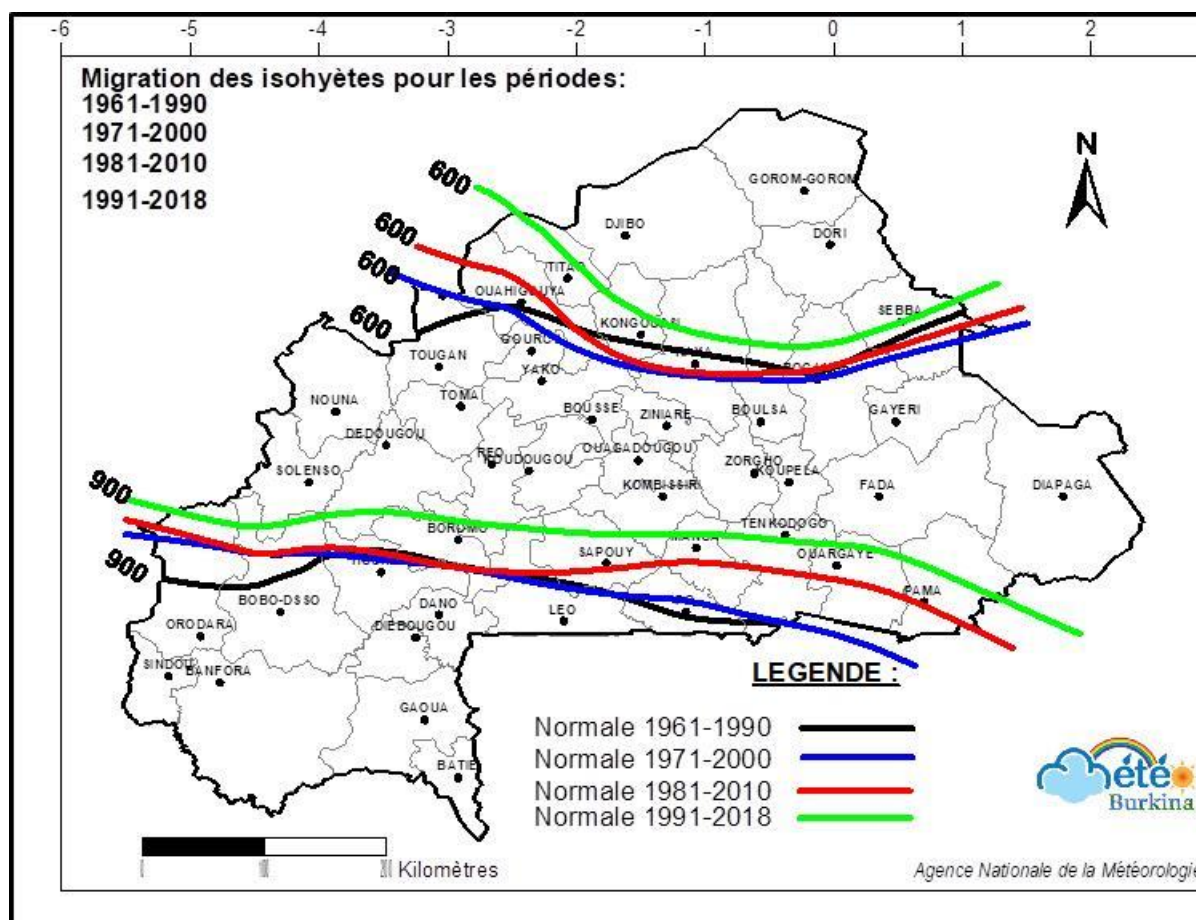 -6 -5 -4 -3 -2 -1 0 1 2
Migration des isohyètes pour les périodes:
1961-1990
1971-2000
1981-2010
1991-2018
N
600
600
600
600
900
900
GOROM-GORON
DJIBO
DORI
TITAO
OUAHIGOUYA
SEBBA
TOUGAN
YAKO
NOUNA
TOMA
BOUSSE
ZINIARE
BOULSA
GAYERI
DEDOUGOU
OUAGADOUGOU
REO
KOUDOUGOU
ZORGHO
KOUPELA
SOLENSO
KOMBISSIRI
FADA
DIAPAGA
BOROMO
TENKODOGO
SAPOUY
OUARGAYE
PAMA
BOBO-DSSO
DANO
LEO
ORODARA
DIEBOUGOU
SINDOU
BANFORA
GAOUA
BATIE
LEGENDE :
Normale 1961-1990
Normale 1971-2000
Normale 1981-2010
Normale 1991-2018
Kilomètres
Burkina
Agence Nationale de la Météorologie